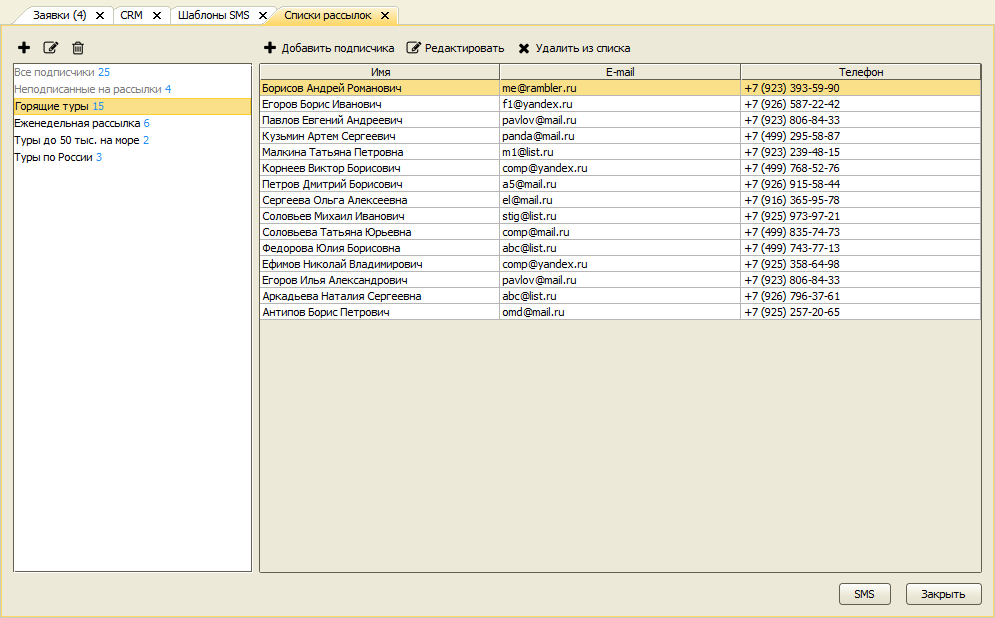 Заявки (4) CRM Шаблоны SMS Списки рассылок
Добавить подписчика Редактировать Удалить из списка
Все подписчики 25
Неподписанные на рассылки 4
Горящие туры 15
Еженедельная рассылка 6
Туры до 50 тыс. на море 2
Туры по России 3
Имя E-mail Телефон
Борисов Андрей Романович me@rambler.ru +7 (923) 393-59-90
Егоров Борис Иванович f1@yandex.ru +7 (926) 587-22-42
Павлов Евгений Андреевич pavlov@mail.ru +7 (923) 806-84-33
Кузьмин Артем Сергеевич panda@mail.ru +7 (499) 295-58-87
Малкина Татьяна Петровна m1@list.ru +7 (923) 239-48-15
Корнеев Виктор Борисович comp@yandex.ru +7 (499) 768-52-76
Петров Дмитрий Борисович a5@mail.ru +7 (926) 915-58-44
Сергеева Ольга Алексеевна el@mail.ru +7 (916) 365-95-78
Соловьев Михаил Иванович stig@list.ru +7 (925) 973-97-21
Соловьева Татьяна Юрьевна comp@mail.ru +7 (499) 835-74-73
Федорова Юлия Борисовна abc@list.ru +7 (499) 743-77-13
Ефимов Николай Владимирович comp@yandex.ru +7 (925) 358-64-98
Егоров Илья Александрович pavlov@mail.ru +7 (923) 806-84-33
Аркадьева Наталия Сергеевна abc@list.ru +7 (926) 796-37-61
Антипов Борис Петрович omd@mail.ru +7 (925) 257-20-65
SMS Закрыть